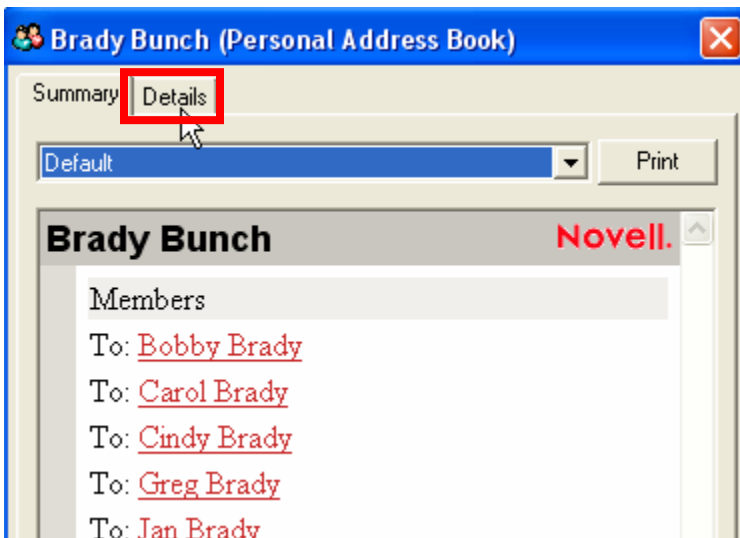 Brady Bunch (Personal Address Book)
Summary Details
Default Print
Brady Bunch Novell.
Members
To: Bobby Brady
To: Carol Brady
To: Cindy Brady
To: Greg Brady
To: Jan Brady